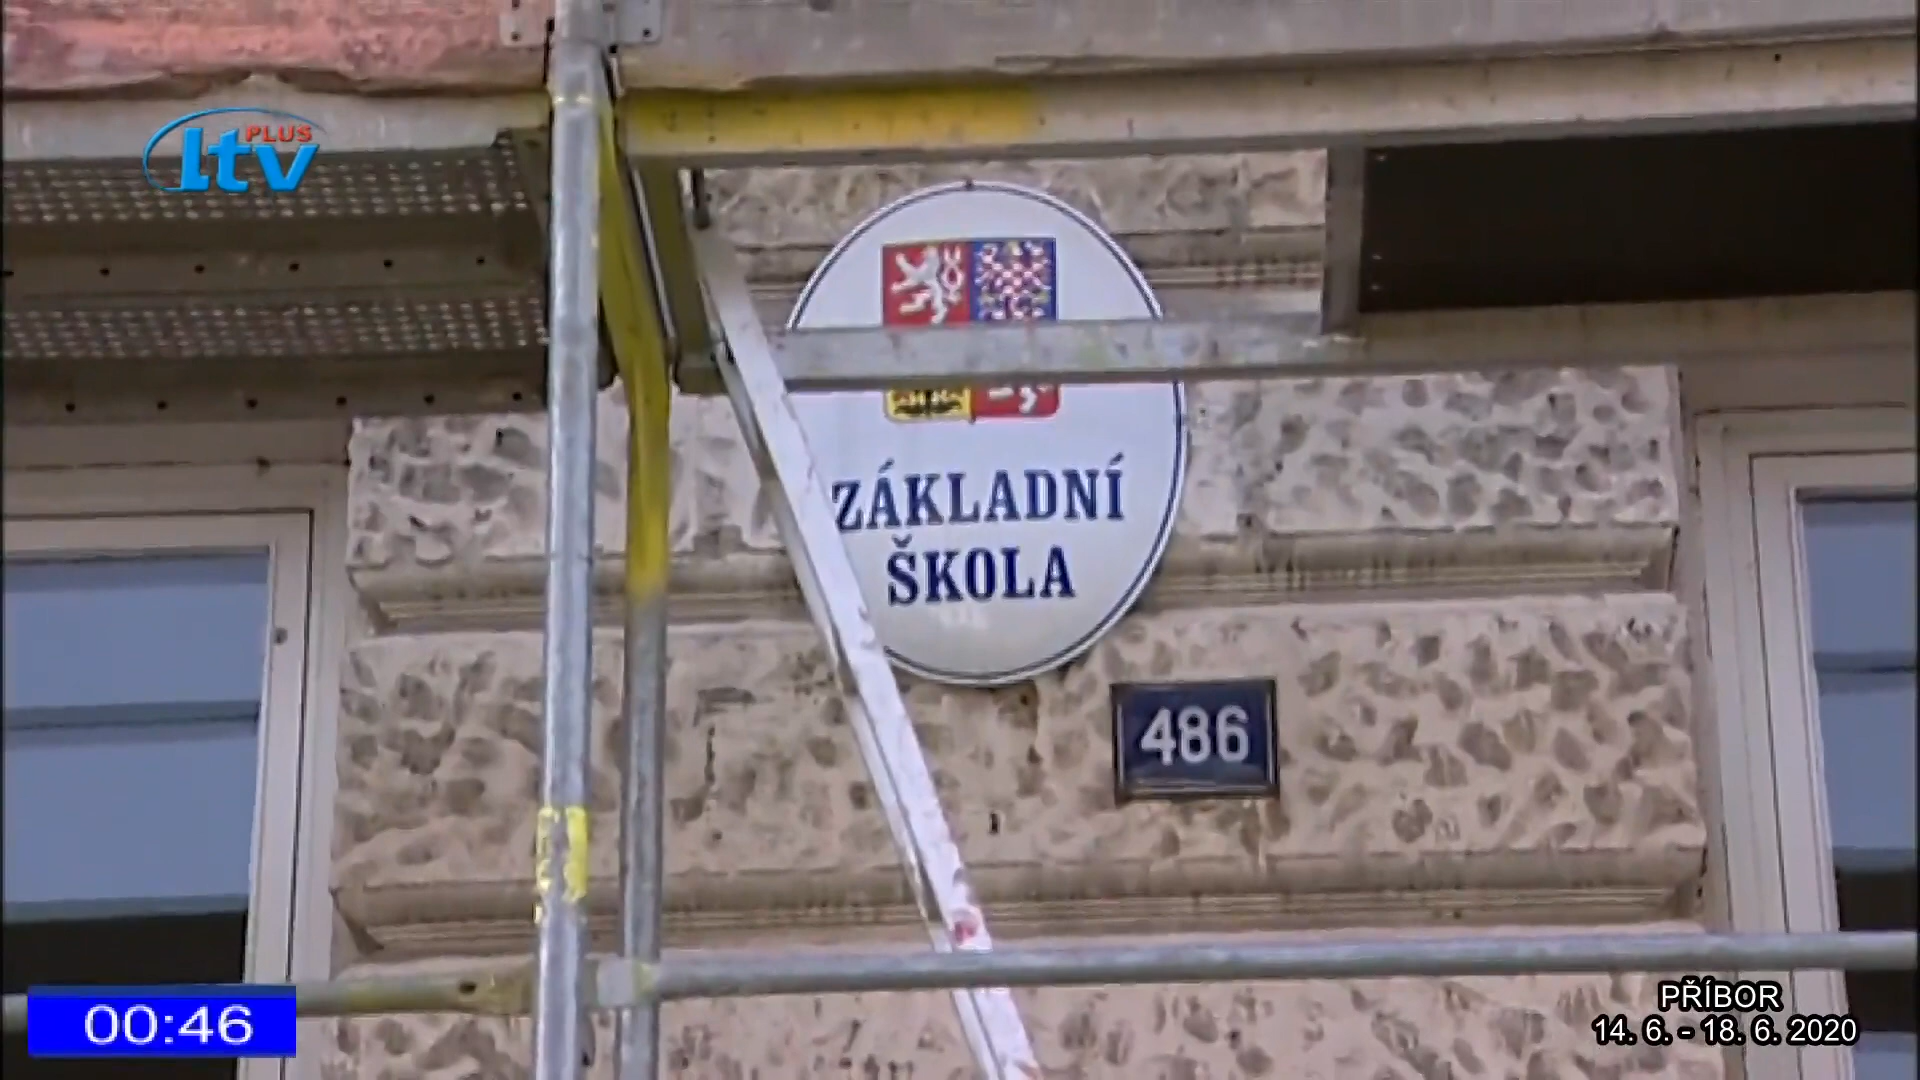 LTV PLUS
ZÁKLADNÍ
ŠKOLA
486
00:46
PŘÍBOR
14. 6. - 18. 6. 2020